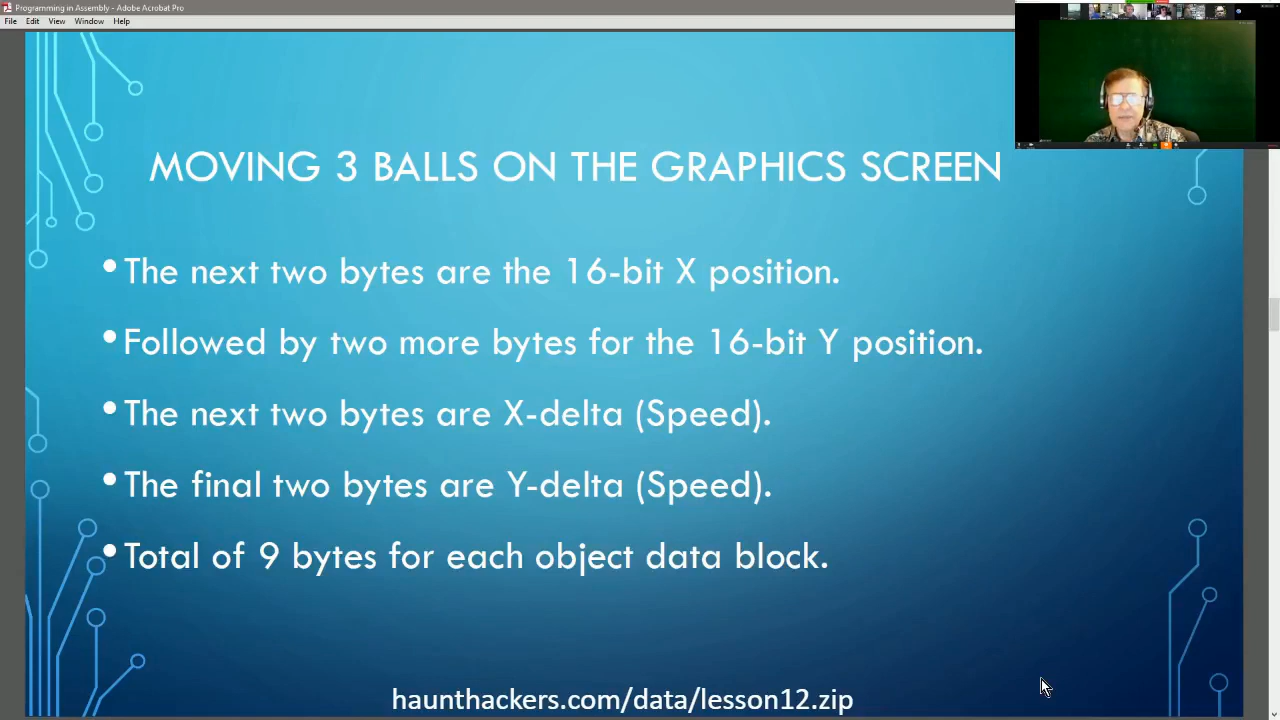 Programming in Assembly - Adobe Acrobat Pro
File Edit View Window Help
MOVING 3 BALLS ON THE GRAPHICS SCREEN
• The next two bytes are the 16-bit X position.
• Followed by two more bytes for the 16-bit Y position.
• The next two bytes are X-delta (Speed).
• The final two bytes are Y-delta (Speed).
• Total of 9 bytes for each object data block.
haunthackers.com/data/lesson12.zip